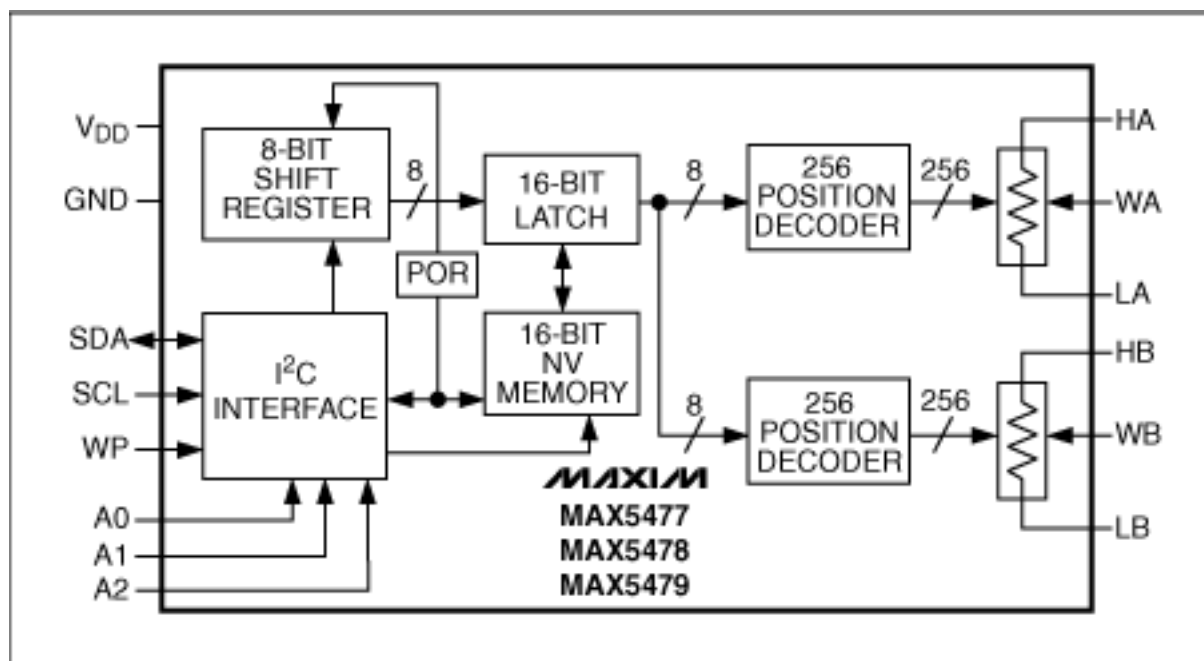 V_DD
GND
SDA
SCL
WP
A0
A1
A2
8-BIT
SHIFT
REGISTER
8
16-BIT
LATCH
POR
I²C
INTERFACE
16-BIT
NV
MEMORY
8
256
POSITION
DECODER
256
8
256
POSITION
DECODER
256
HA
WA
LA
HB
WB
LB
MAXIM
MAX5477
MAX5478
MAX5479